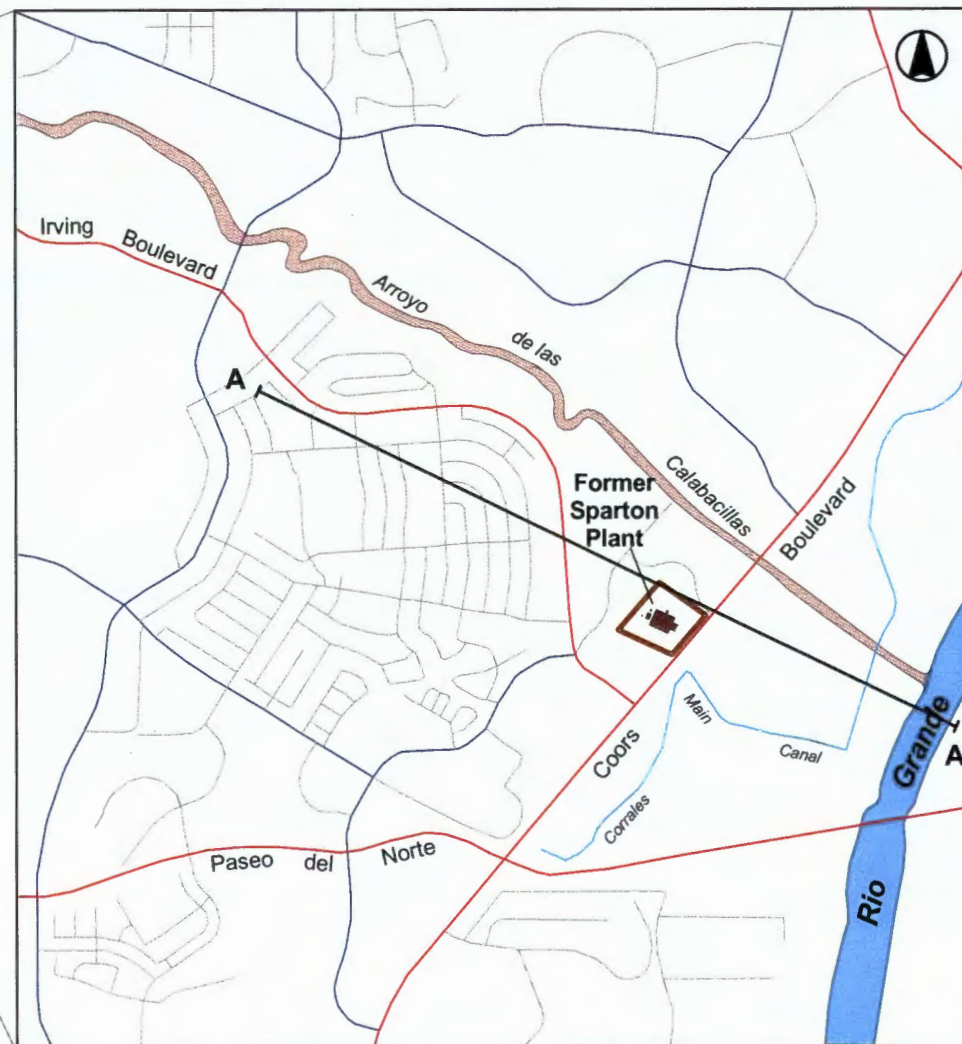 Irving Boulevard
Arroyo de las Calabacillas
A
Former
Sparton
Plant
Coors Boulevard
Corrales Main Canal
Rio Grande
A
Paseo del Norte